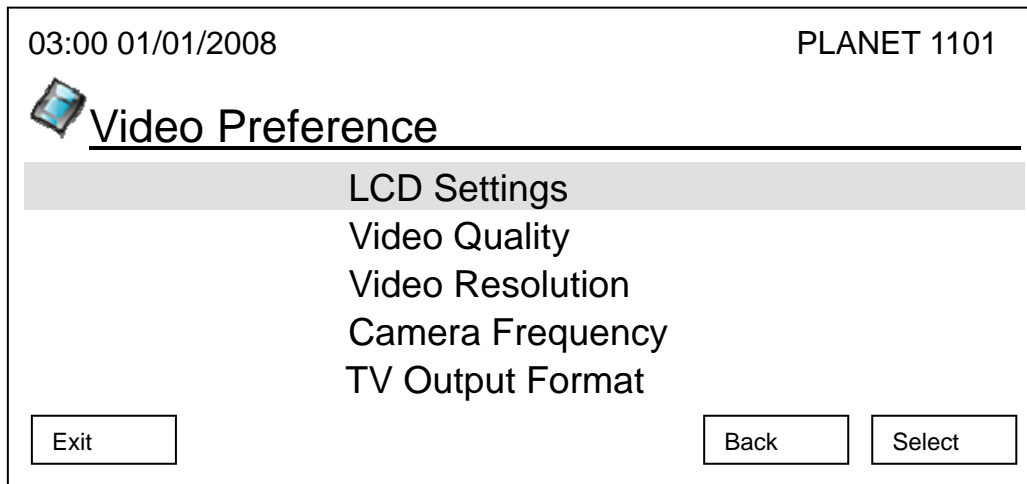 03:00 01/01/2008 PLANET 1101
Video Preference
LCD Settings
Video Quality
Video Resolution
Camera Frequency
TV Output Format
Exit Back Select